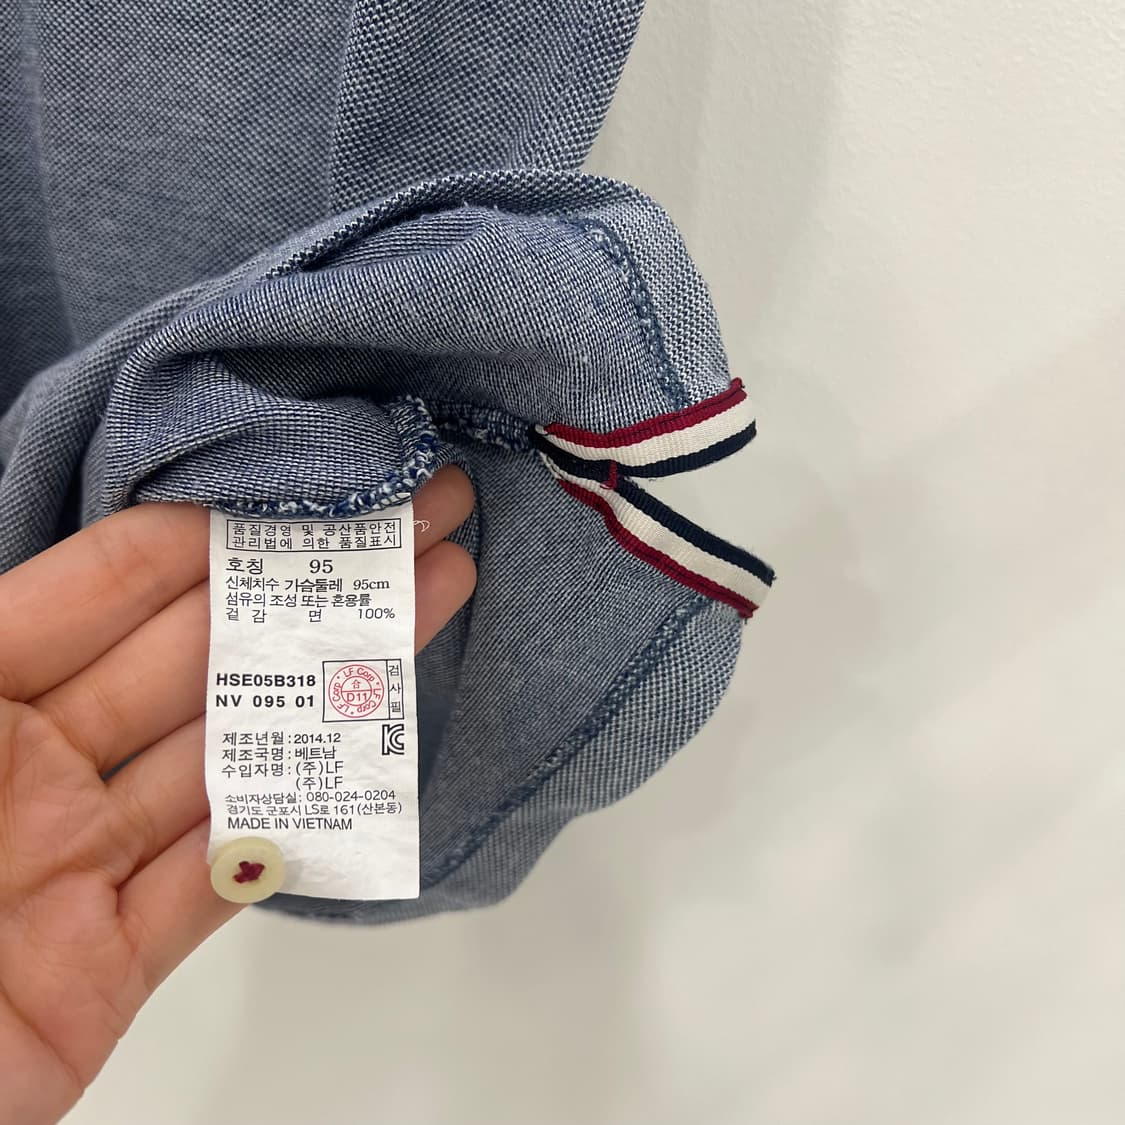 품질경영 및 공산품안전
관리법에 의한 품질표시
호칭 95
신체치수 가슴둘레 95cm
섬유의 조성 또는 혼용률
겉감 면 100%
HSE05B318
NV 095 01
LF Corp • LF Corp • LF Corp •
合
D11
검사필
제조년월 : 2014.12
제조국명 : 베트남
수입자명 : (주)LF
(주)LF
소비자상담실: 080-024-0204
경기도 군포시 LS로 161(산본동)
MADE IN VIETNAM